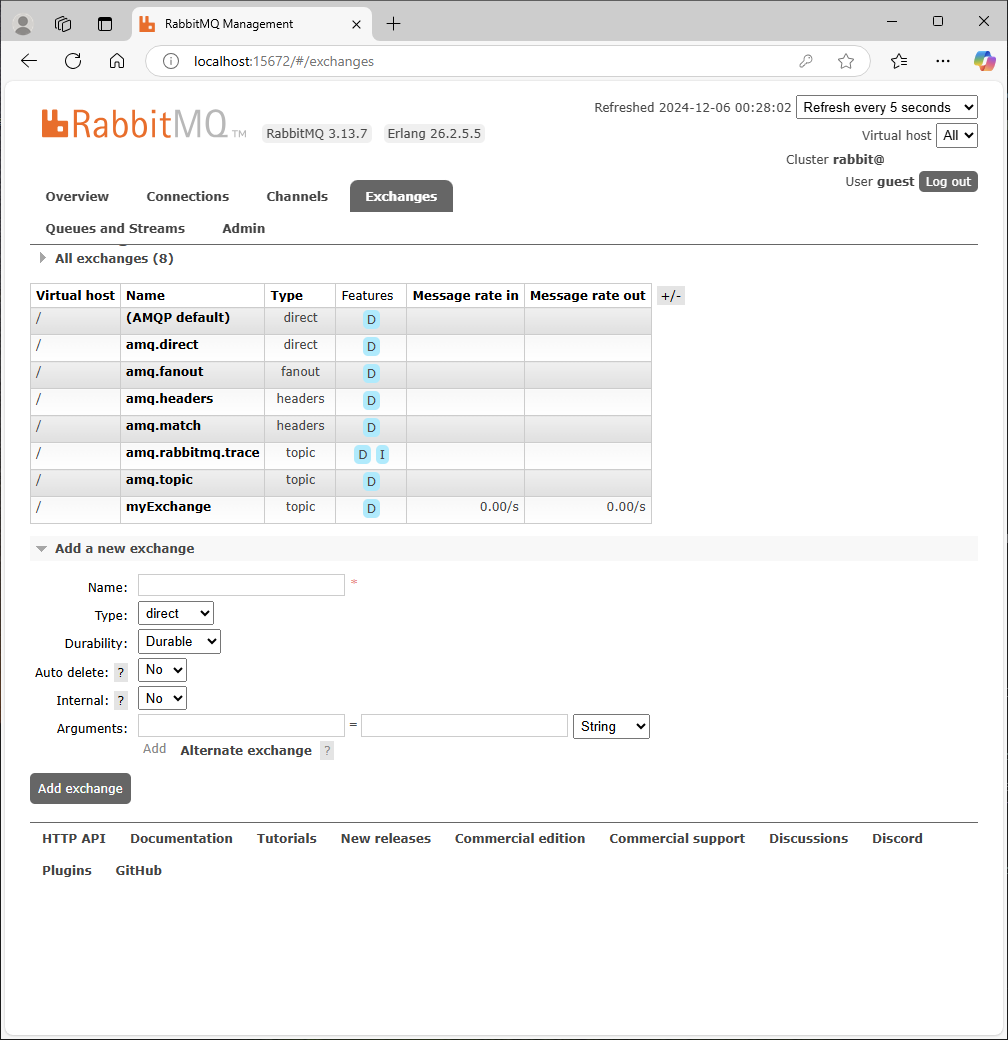 RabbitMQ Management
localhost:15672/#/exchanges
Refreshed 2024-12-06 00:28:02 Refresh every 5 seconds
RabbitMQ TM RabbitMQ 3.13.7 Erlang 26.2.5.5
Virtual host All
Cluster rabbit@
User guest Log out
Overview Connections Channels Exchanges
Queues and Streams Admin
All exchanges (8)
Virtual host Name Type Features Message rate in Message rate out +/-
/ (AMQP default) direct D
/ amq.direct direct D
/ amq.fanout fanout D
/ amq.headers headers D
/ amq.match headers D
/ amq.rabbitmq.trace topic D I
/ amq.topic topic D
/ myExchange topic D 0.00/s 0.00/s
Add a new exchange
Name: *
Type: direct
Durability: Durable
Auto delete: ? No
Internal: ? No
Arguments: = String
Add Alternate exchange ?
Add exchange
HTTP API Documentation Tutorials New releases Commercial edition Commercial support Discussions Discord
Plugins GitHub